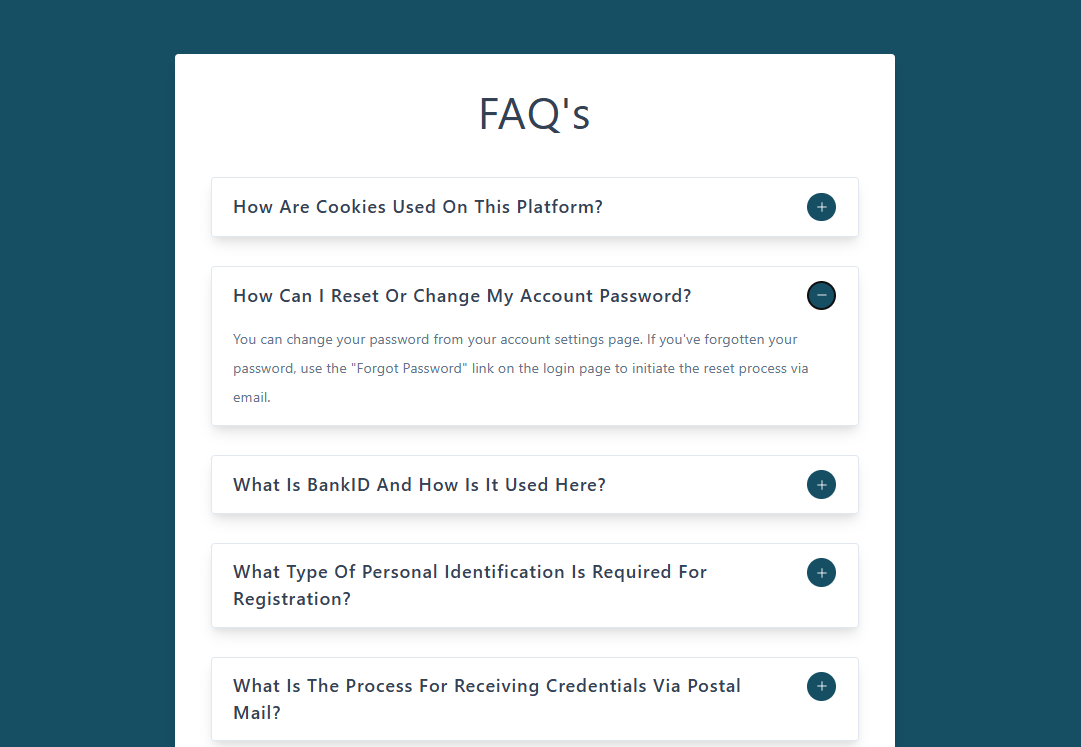 FAQ's
How Are Cookies Used On This Platform?
How Can I Reset Or Change My Account Password?
You can change your password from your account settings page. If you've forgotten your
password, use the "Forgot Password" link on the login page to initiate the reset process via
email.
What Is BankID And How Is It Used Here?
What Type Of Personal Identification Is Required For
Registration?
What Is The Process For Receiving Credentials Via Postal
Mail?